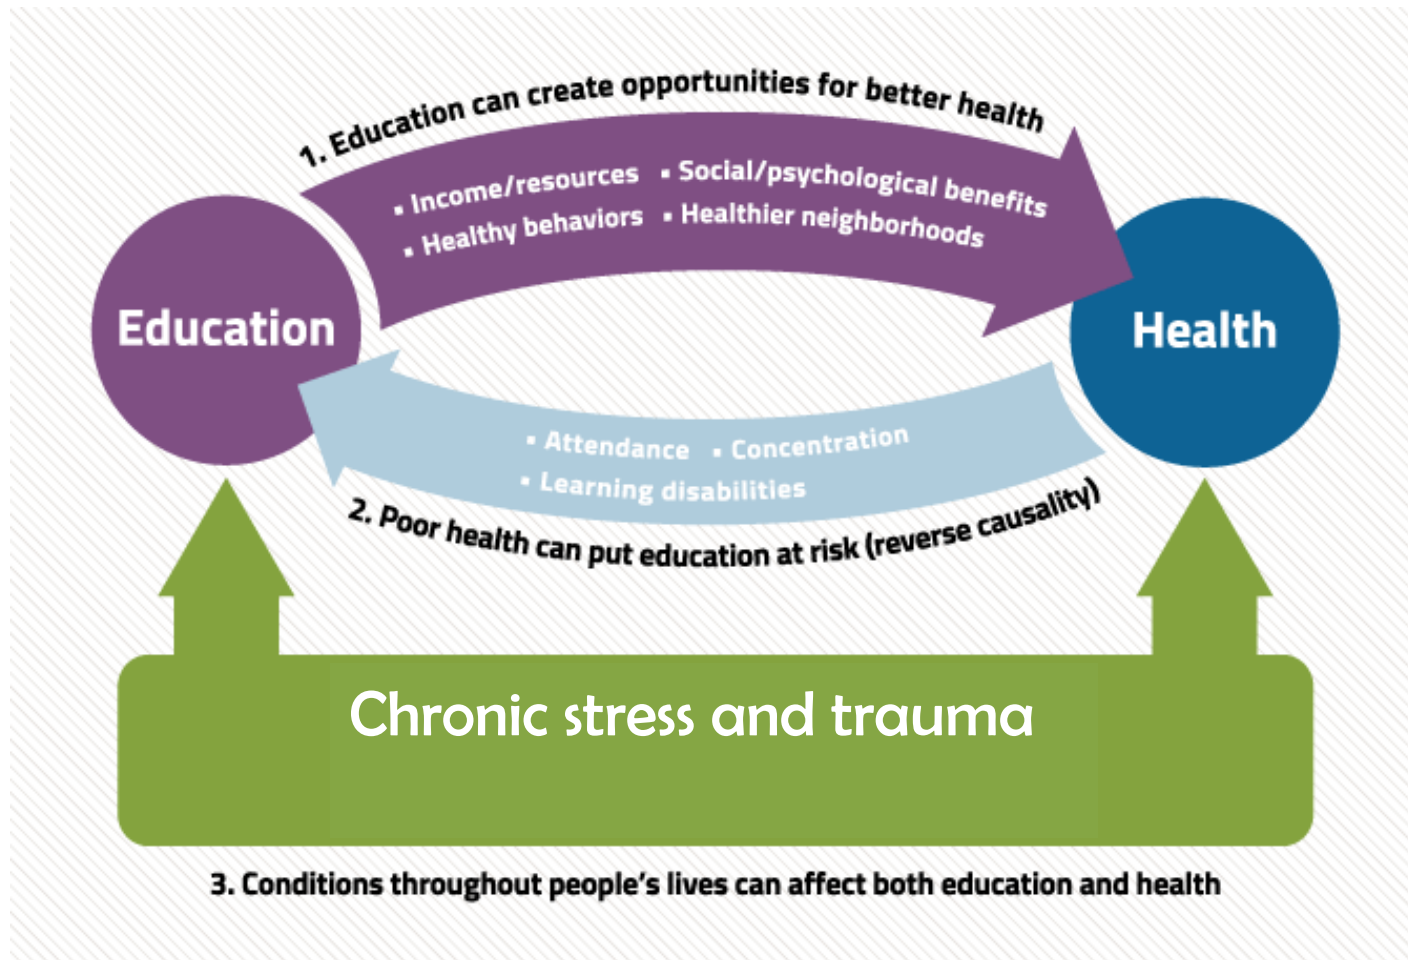 1. Education can create opportunities for better health
▪ Income/resources ▪ Social/psychological benefits
▪ Healthy behaviors ▪ Healthier neighborhoods
Education
Health
▪ Attendance ▪ Concentration
▪ Learning disabilities
2. Poor health can put education at risk (reverse causality)
Chronic stress and trauma
3. Conditions throughout people’s lives can affect both education and health